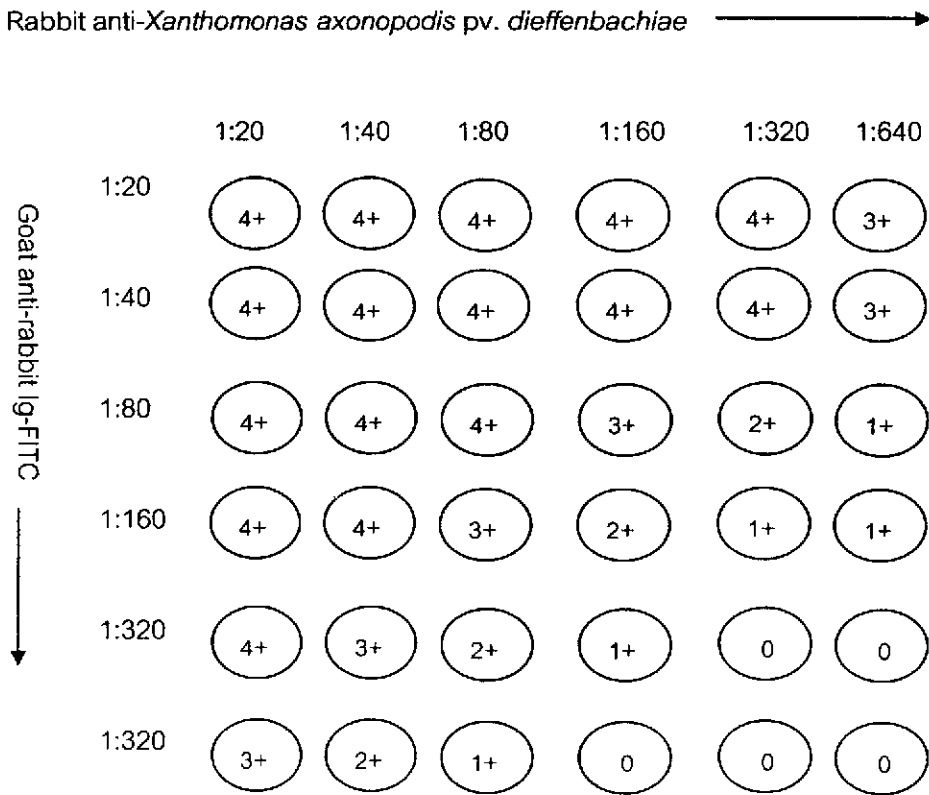 Rabbit anti-Xanthomonas axonopodis pv. dieffenbachiae
1:20 1:40 1:80 1:160 1:320 1:640
Goat anti-rabbit Ig-FITC
1:20 4+ 4+ 4+ 4+ 4+ 3+
1:40 4+ 4+ 4+ 4+ 4+ 3+
1:80 4+ 4+ 4+ 3+ 2+ 1+
1:160 4+ 4+ 3+ 2+ 1+ 1+
1:320 4+ 3+ 2+ 1+ 0 0
1:320 3+ 2+ 1+ 0 0 0